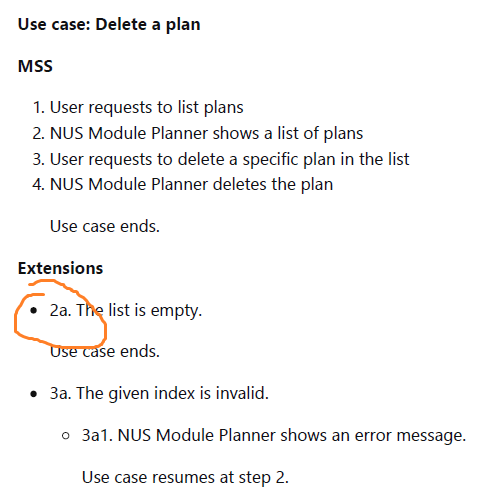 Use case: Delete a plan
MSS
1. User requests to list plans
2. NUS Module Planner shows a list of plans
3. User requests to delete a specific plan in the list
4. NUS Module Planner deletes the plan
Use case ends.
Extensions
• 2a. The list is empty.
Use case ends.
• 3a. The given index is invalid.
○ 3a1. NUS Module Planner shows an error message.
Use case resumes at step 2.